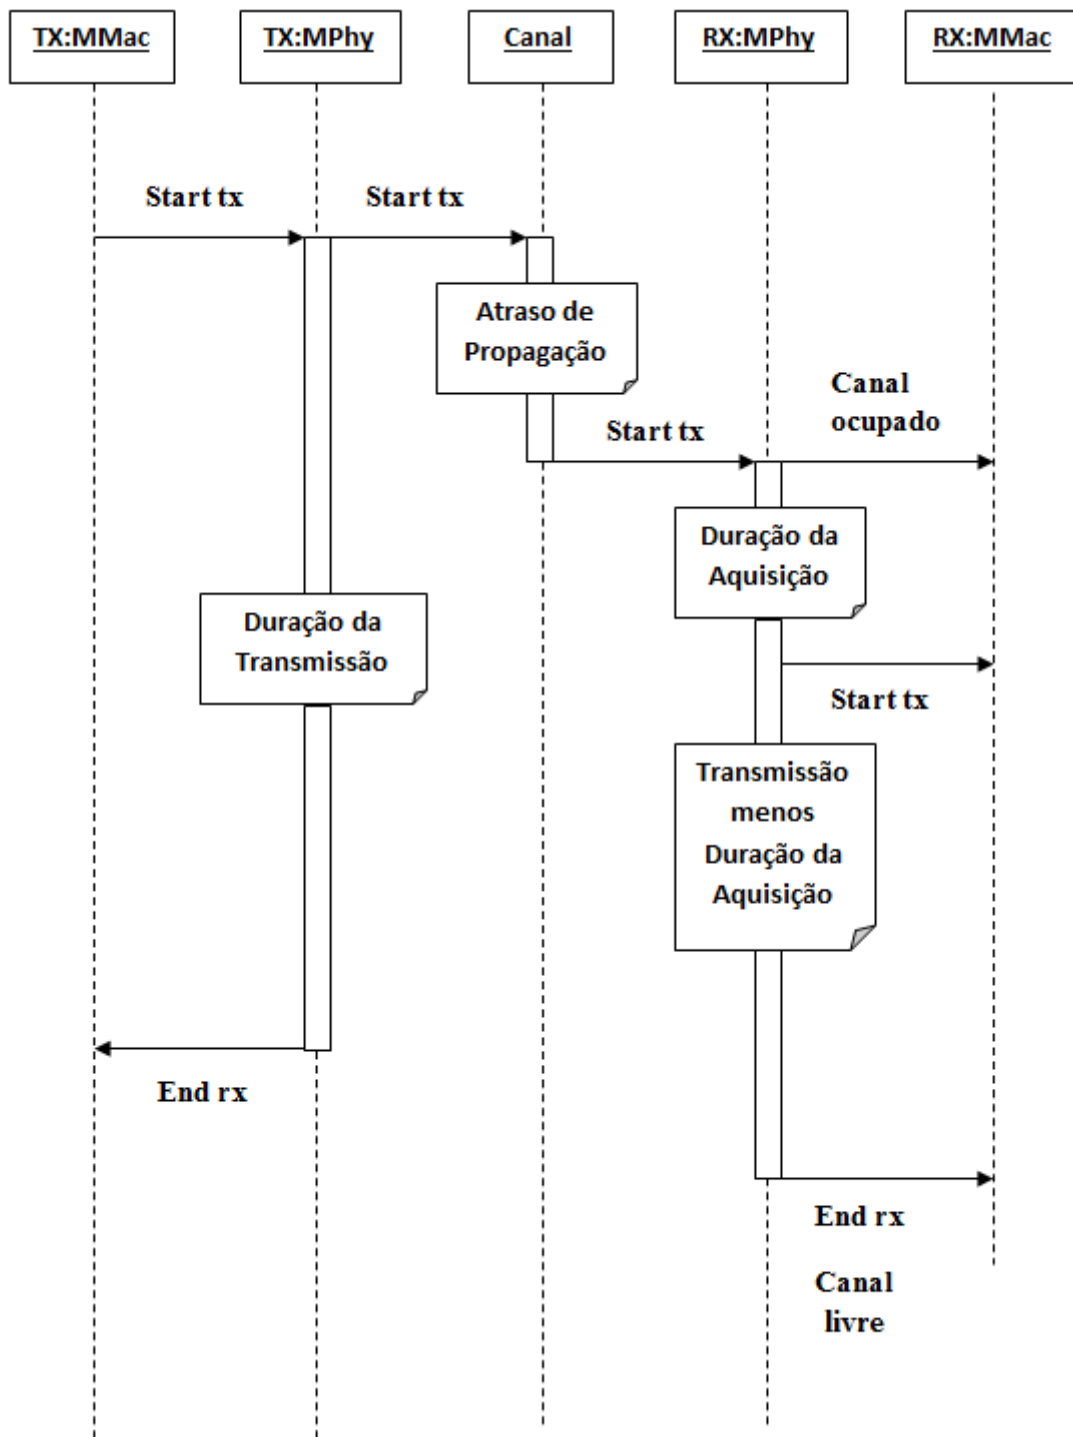 TX:MMac
TX:MPhy
Canal
RX:MPhy
RX:MMac
Start tx
Start tx
Atraso de
Propagação
Canal
ocupado
Start tx
Duração da
Aquisição
Duração da
Transmissão
Start tx
Transmissão
menos
Duração da
Aquisição
End rx
End rx
Canal
livre